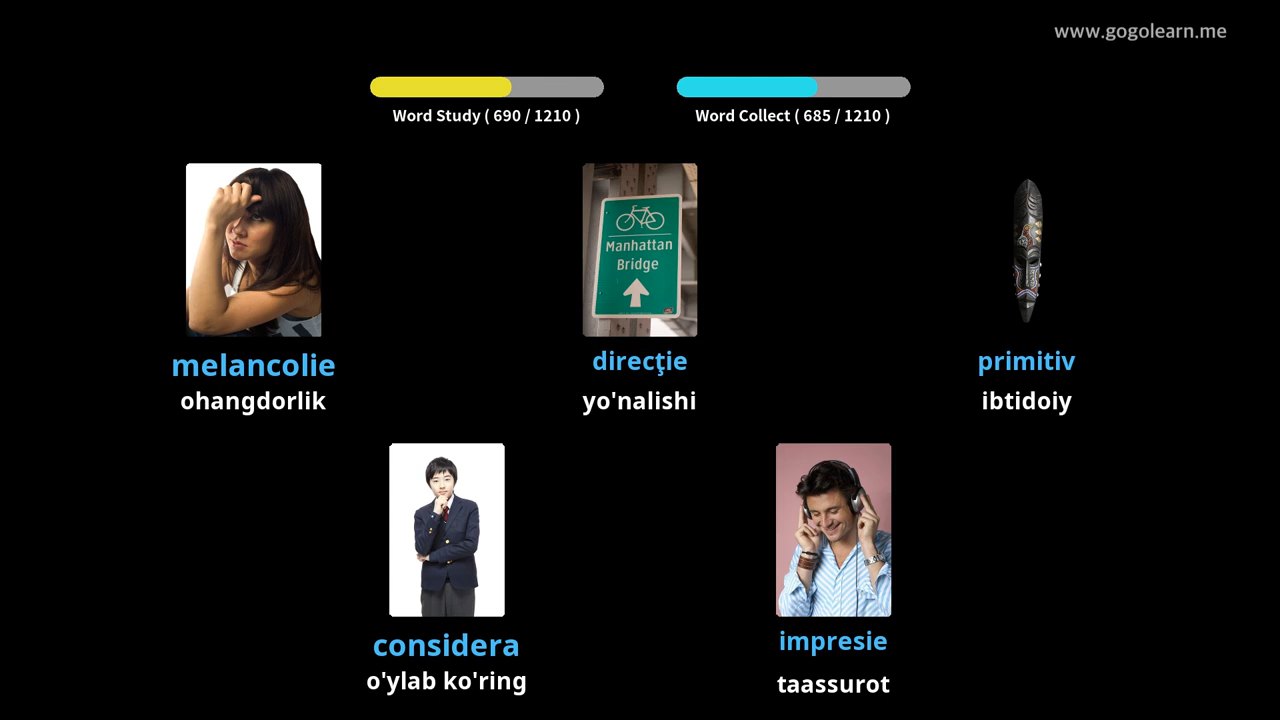 www.gogolearn.me
Word Study ( 690 / 1210 )
Word Collect ( 685 / 1210 )
Manhattan
Bridge
melancolie
ohangdorlik
direcţie
yo'nalishi
primitiv
ibtidoiy
considera
o'ylab ko'ring
impresie
taassurot